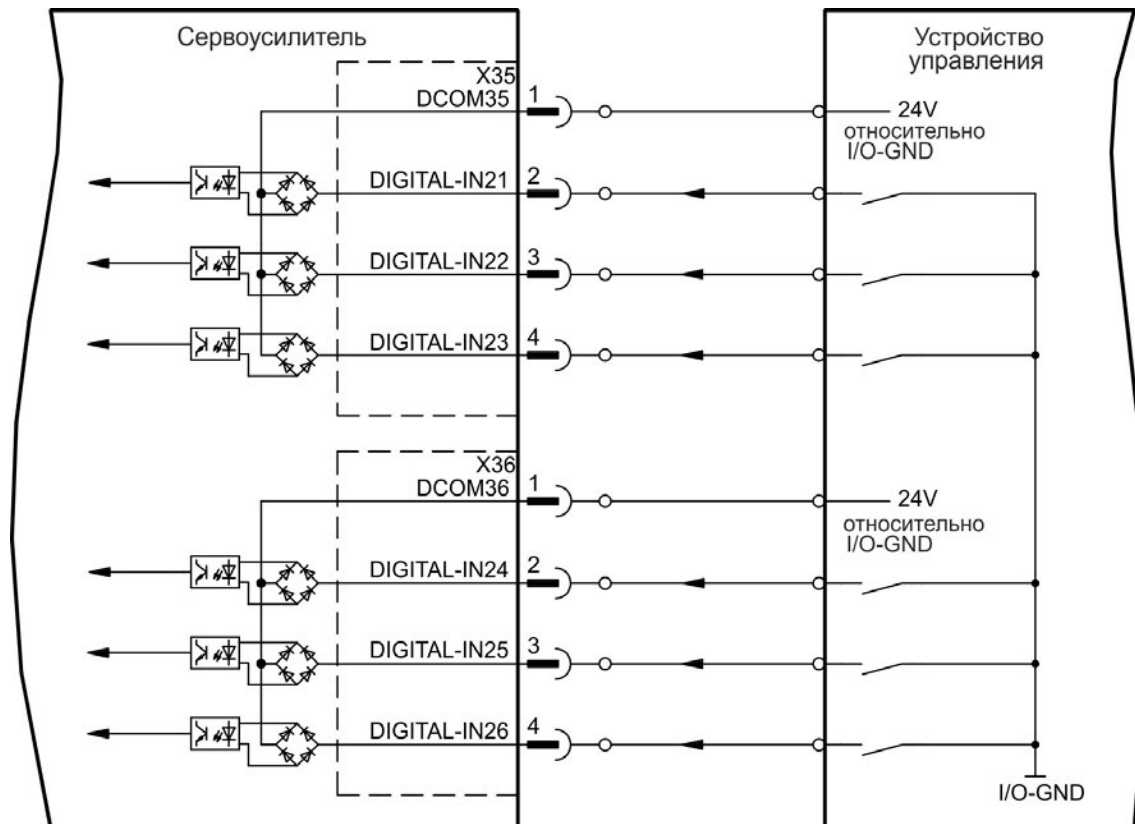 Сервоусилитель
Устройство
управления
X35
DCOM35
1
24V
относительно
I/O-GND
DIGITAL-IN21
2
DIGITAL-IN22
3
DIGITAL-IN23
4
X36
DCOM36
1
24V
относительно
I/O-GND
DIGITAL-IN24
2
DIGITAL-IN25
3
DIGITAL-IN26
4
I/O-GND